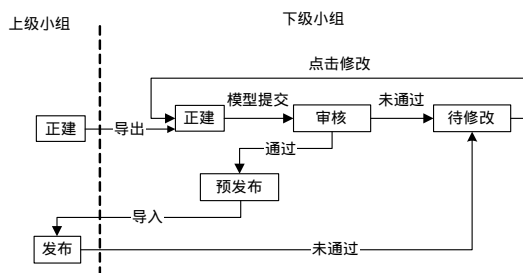 上级小组
下级小组
点击修改
正建
导出
正建
模型提交
审核
未通过
待修改
通过
预发布
导入
发布
未通过